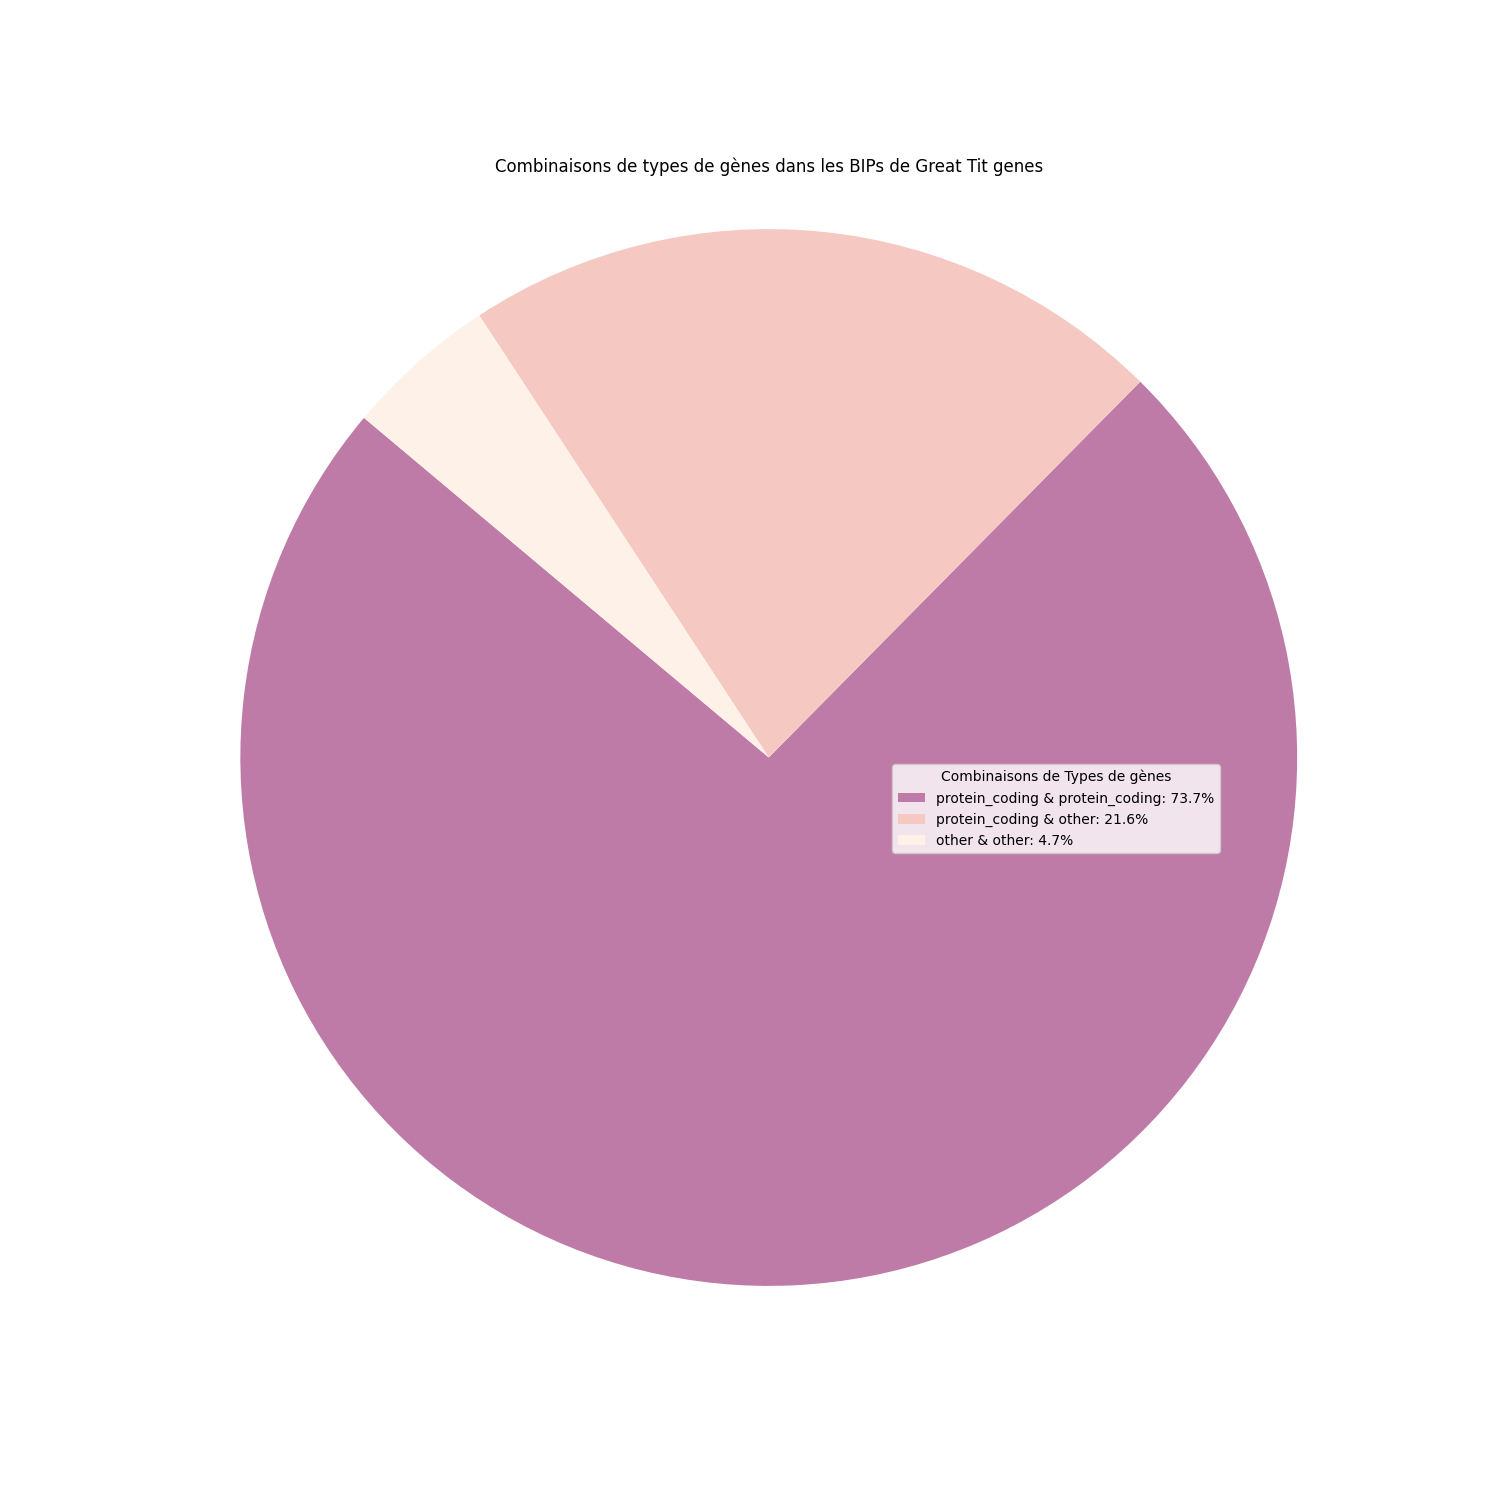 Combinaisons de types de gènes dans les BIPs de Great Tit genes
Combinaisons de Types de gènes
protein_coding & protein_coding: 73.7%
protein_coding & other: 21.6%
other & other: 4.7%